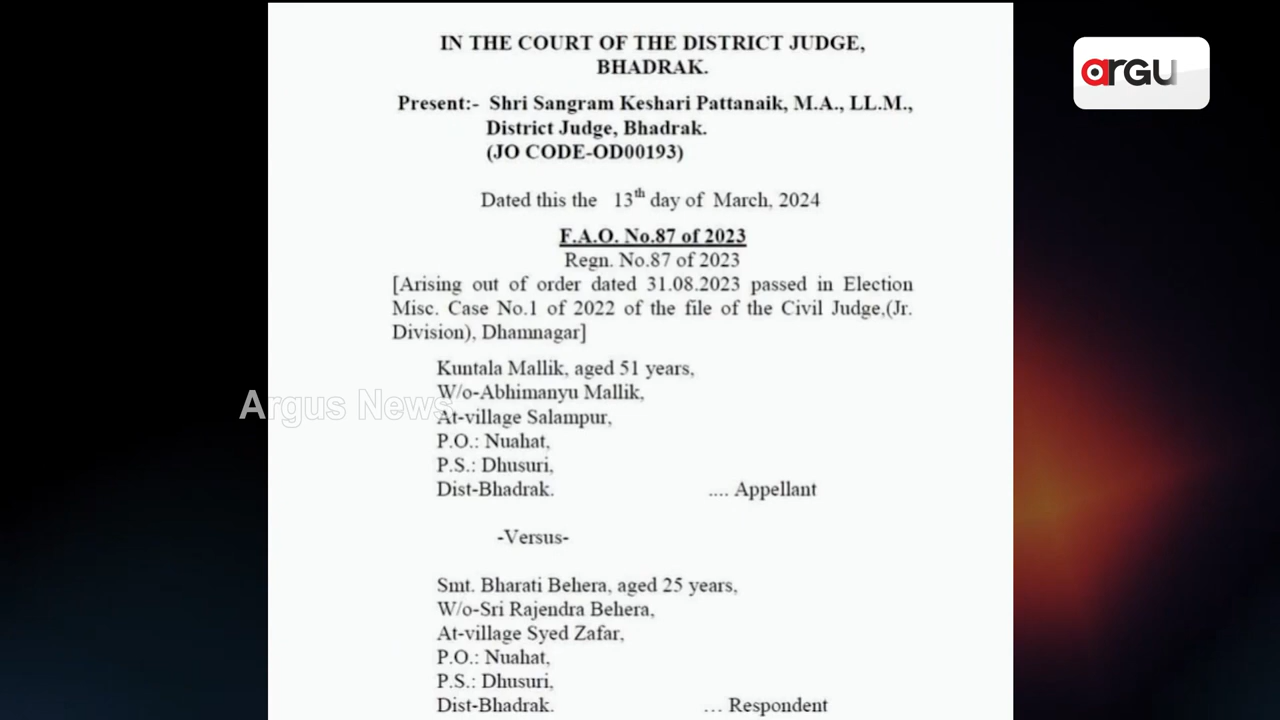 IN THE COURT OF THE DISTRICT JUDGE,
BHADRAK.
argu
Present:- Shri Sangram Keshari Pattanaik, M.A., LL.M.,
District Judge, Bhadrak.
(JO CODE-OD00193)
Dated this the 13th day of March, 2024
F.A.O. No.87 of 2023
Regn. No.87 of 2023
[Arising out of order dated 31.08.2023 passed in Election
Misc. Case No.1 of 2022 of the file of the Civil Judge,(Jr.
Division), Dhamnagar]
Kuntala Mallik, aged 51 years,
W/o-Abhimanyu Mallik,
Argus News
At-village Salampur,
P.O.: Nuahat,
P.S.: Dhusuri,
Dist-Bhadrak. .... Appellant
-Versus-
Smt. Bharati Behera, aged 25 years,
W/o-Sri Rajendra Behera,
At-village Syed Zafar,
P.O.: Nuahat,
P.S.: Dhusuri,
Dist-Bhadrak. ... Respondent